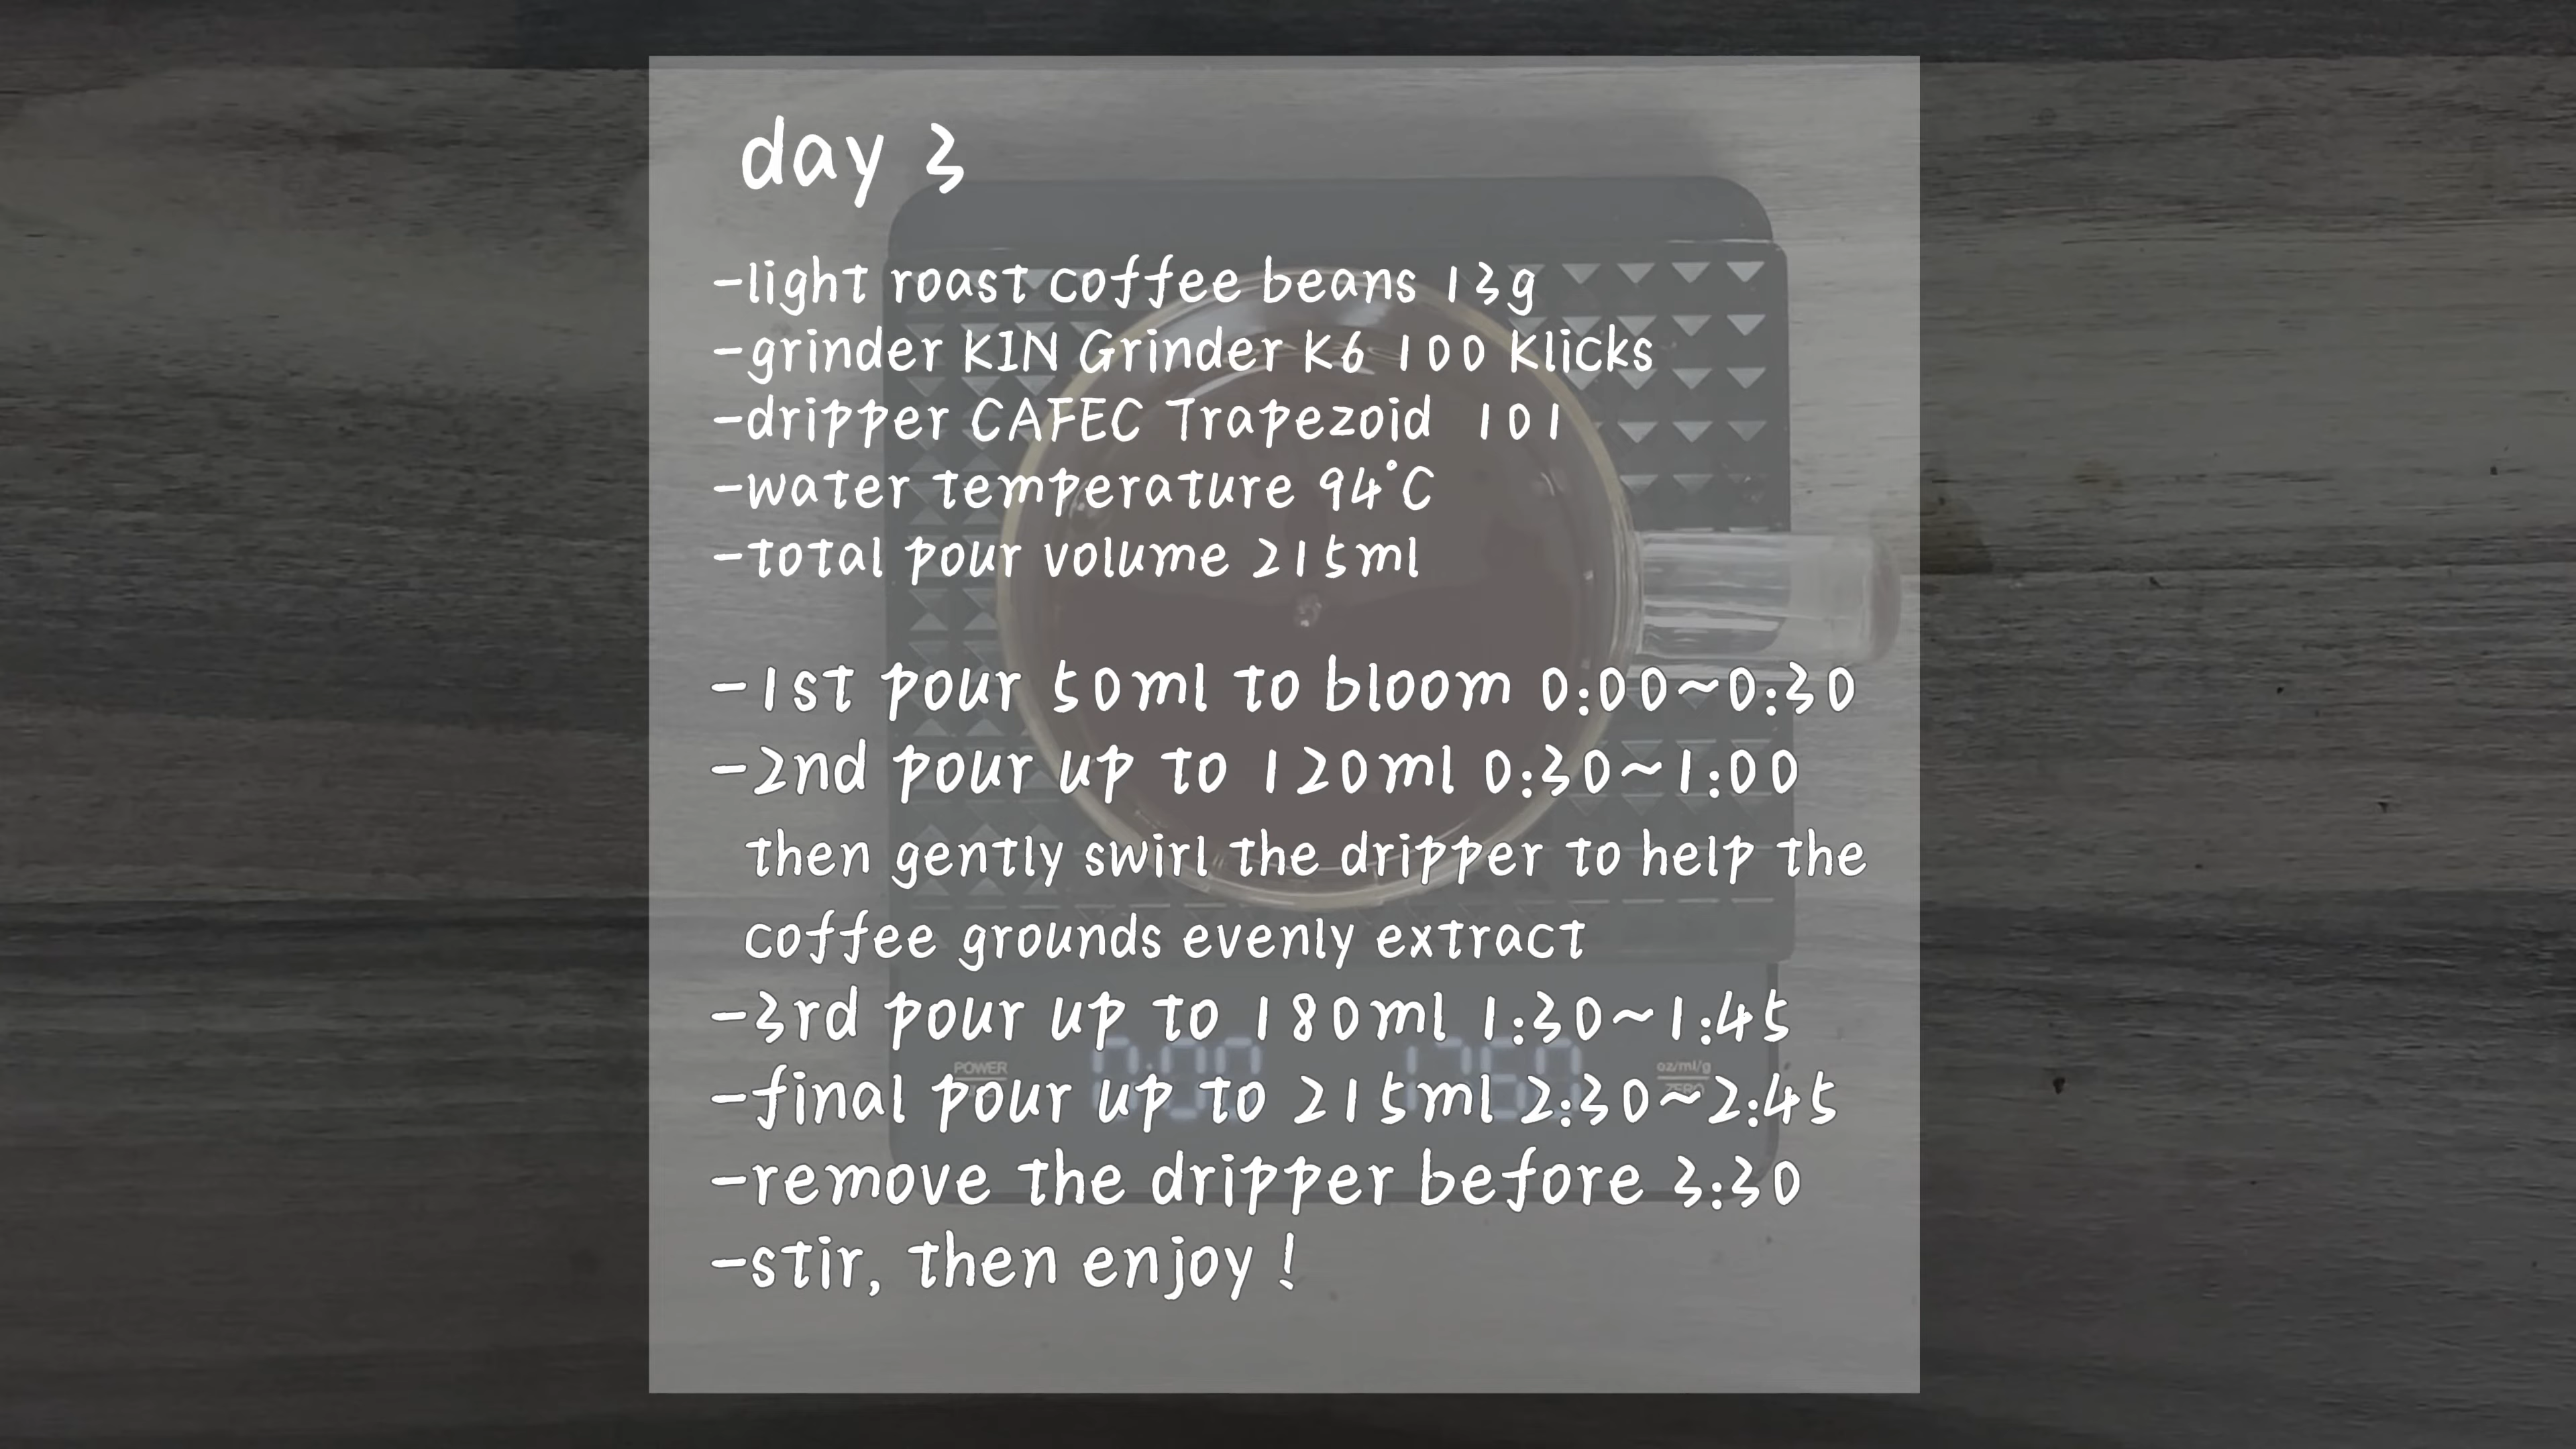 day 3
-light roast coffee beans 13g
-grinder KIN Grinder K6 100 Klicks
-dripper CAFEC Trapezoid 101
-water temperature 94°C
-total pour volume 215ml
-1st pour 50ml to bloom 0:00~0:30
-2nd pour up to 120ml 0:30~1:00
then gently swirl the dripper to help the
coffee grounds evenly extract
-3rd pour up to 180ml 1:30~1:45
POWER oz/ml/g
ZERO
-final pour up to 215ml 2:30~2:45
-remove the dripper before 3:30
-stir, then enjoy !